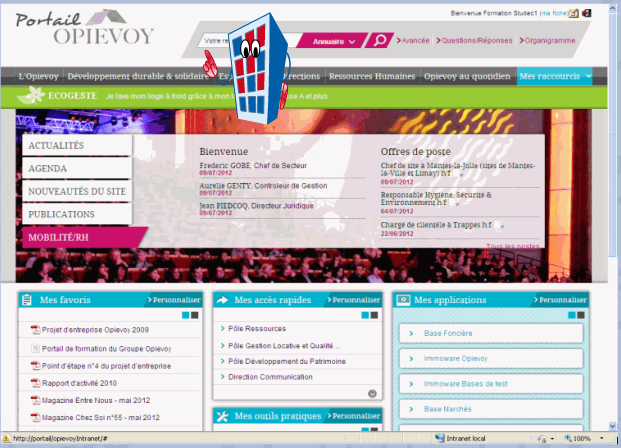 Portail
OPIEVOY
Bienvenue Formation Studec1 (ma fiche)
Votre re
Annuaire
Avancée Questions/Réponses Organigramme
L'Opievoy Développement durable & solidaire Es rections Ressources Humaines Opievoy au quotidien Mes raccourcis
ECOGESTE Je lave mon linge à froid grâce à mon se A et plus.
ACTUALITÉS
AGENDA
NOUVEAUTÉS DU SITE
PUBLICATIONS
MOBILITÉ/RH
Bienvenue
Frederic GOBE, Chef de Secteur
09/07/2012
Aurelie GENTY, Controleur de Gestion
09/07/2012
Jean PIEDCOQ, Directeur Juridique
09/07/2012
Offres de poste
Chef de site à Mantes-la-Jolie (sites de Mantes-
la-Ville et Limay) h f
09/07/2012
Responsable Hygiène, Sécurité &
Environnement h f
04/07/2012
Chargé de clientèle à Trappes h f
22/06/2012
Tous les postes
Mes favoris Personnaliser
Projet d'entreprise Opievoy 2009
Portail de formation du Groupe Opievoy
Point d'étape n°4 du projet d'entreprise
Rapport d'activité 2010
Magazine Entre Nous - mai 2012
Magazine Chez Soi n°55 - mai 2012
Mes accès rapides Personnaliser
Pôle Ressources
Pôle Gestion Locative et Qualité ...
Pôle Développement du Patrimoine
Direction Communication
Mes outils pratiques Personnaliser
Mes applications Personnaliser
Base Foncière
Immoware Opievoy
Immoware Bases de test
Base Marchés
http://portail/opievoyIntranet/# Intranet local 100%